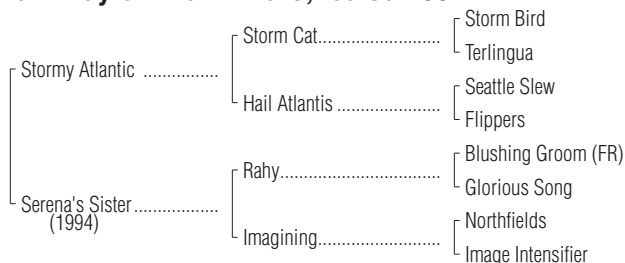 Storm Bird
Storm Cat
Terlingua
Stormy Atlantic
Seattle Slew
Hail Atlantis
Flippers
Blushing Groom (FR)
Rahy
Glorious Song
Serena's Sister
(1994)
Northfields
Imagining
Image Intensifier